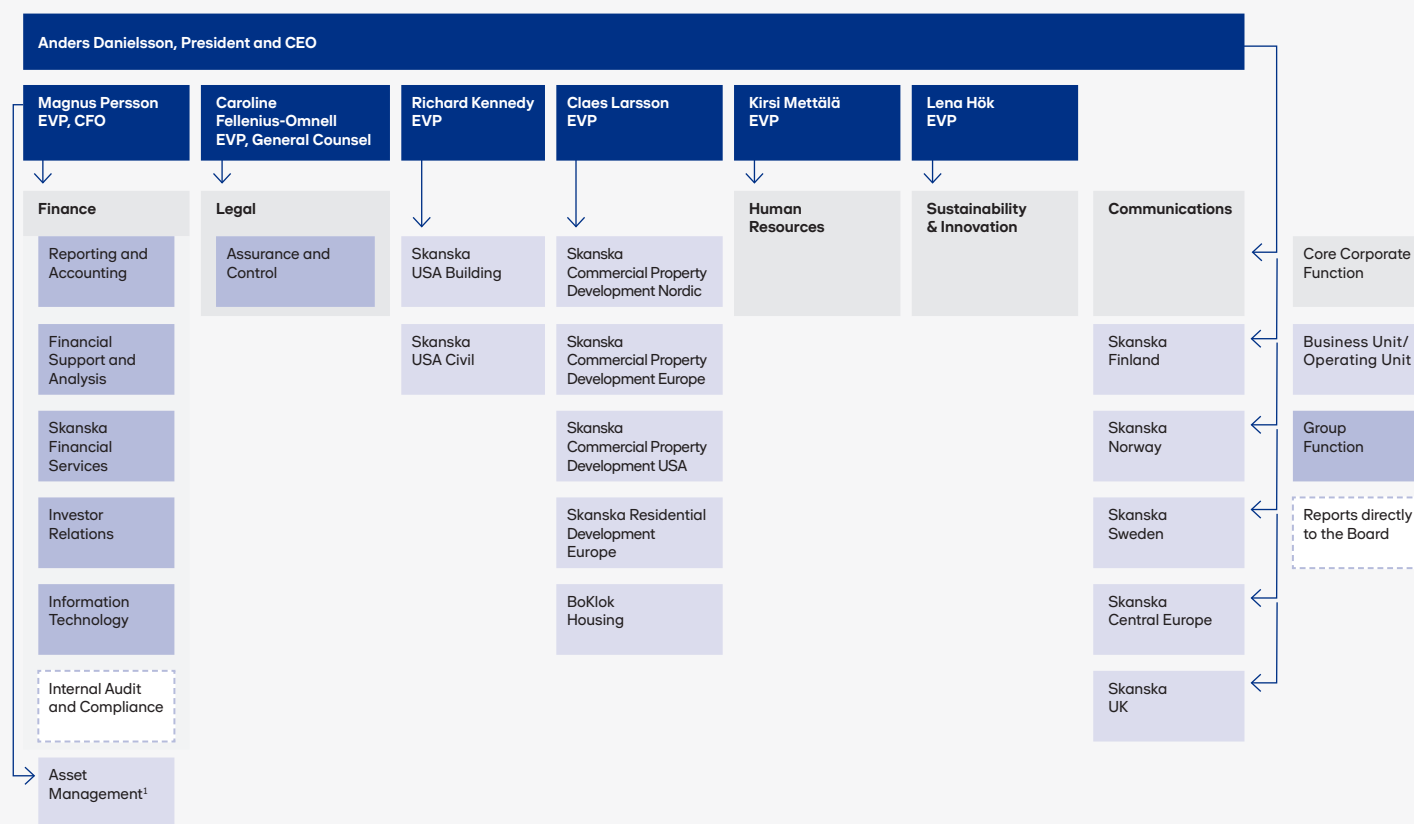 Anders Danielsson, President and CEO
Magnus Persson
EVP, CFO
Caroline
Fellenius-Omnell
EVP, General Counsel
Richard Kennedy
EVP
Claes Larsson
EVP
Kirsi Mettälä
EVP
Lena Hök
EVP
Finance
Reporting and
Accounting
Financial
Support and
Analysis
Skanska
Financial
Services
Investor
Relations
Information
Technology
Internal Audit
and Compliance
Asset
Management¹
Legal
Assurance and
Control
Skanska
USA Building
Skanska
USA Civil
Skanska
Commercial Property
Development Nordic
Skanska
Commercial Property
Development Europe
Skanska
Commercial Property
Development USA
Skanska Residential
Development
Europe
BoKlok
Housing
Human
Resources
Sustainability
& Innovation
Communications
Skanska
Finland
Skanska
Norway
Skanska
Sweden
Skanska
Central Europe
Skanska
UK
Core Corporate
Function
Business Unit/
Operating Unit
Group
Function
Reports directly
to the Board